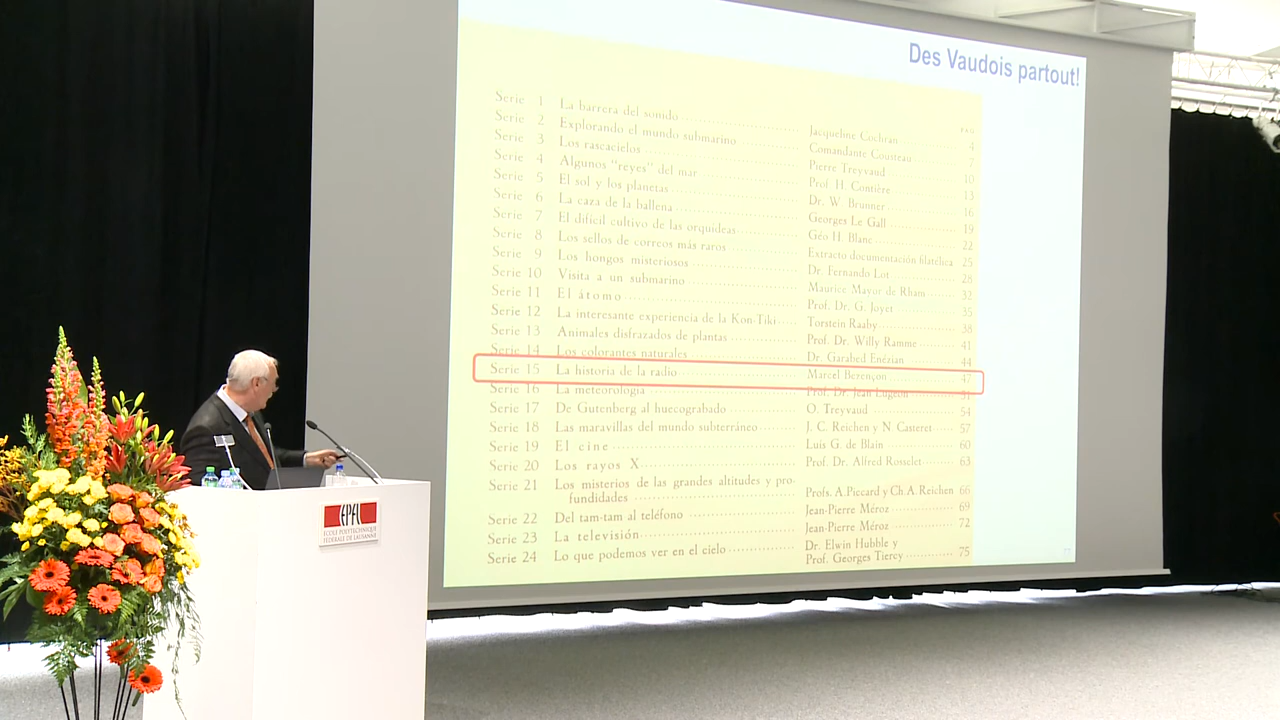 Des Vaudois partout!
PÁG.
Serie 1 La barrera del sonido Jacqueline Cochran 4
Serie 2 Explorando el mundo submarino Comandante Cousteau 7
Serie 3 Los rascacielos Pierre Treyvaud 10
Serie 4 Algunos "reyes" del mar Prof. H. Contière 13
Serie 5 El sol y los planetas Dr. W. Brunner 16
Serie 6 La caza de la ballena Georges Le Gall 19
Serie 7 El difícil cultivo de las orquídeas Géo H. Blanc 22
Serie 8 Los sellos de correos más raros Extracto documentación filatélica 25
Serie 9 Los hongos misteriosos Dr. Fernando Lot 28
Serie 10 Visita a un submarino Maurice Mayor de Rham 32
Serie 11 El átomo Prof. Dr. G. Joyet 35
Serie 12 La interesante experiencia de la Kon-Tiki Torstein Raaby 38
Serie 13 Animales disfrazados de plantas Prof. Dr. Willy Ramme 41
Serie 14 Los colorantes naturales Dr. Garabed Enézian 44
Serie 15 La historia de la radio Marcel Bezençon 47
Serie 16 La meteorología Prof. Dr. Jean Lugeon 51
Serie 17 De Gutenberg al huecograbado O. Treyvaud 54
Serie 18 Las maravillas del mundo subterráneo J. C. Reichen y N. Casteret 57
Serie 19 El cine Luis G. de Blain 60
Serie 20 Los rayos X Prof. Dr. Alfred Rosselet 63
Serie 21 Los misterios de las grandes altitudes y pro-
fundidades Profs. A. Piccard y Ch. A. Reichen 66
Serie 22 Del tam-tam al teléfono Jean-Pierre Méroz 69
Serie 23 La televisión Jean-Pierre Méroz 72
Serie 24 Lo que podemos ver en el cielo Dr. Elwin Hubble y
Prof. Georges Tiercy 75
EPFL
ÉCOLE POLYTECHNIQUE
FÉDÉRALE DE LAUSANNE